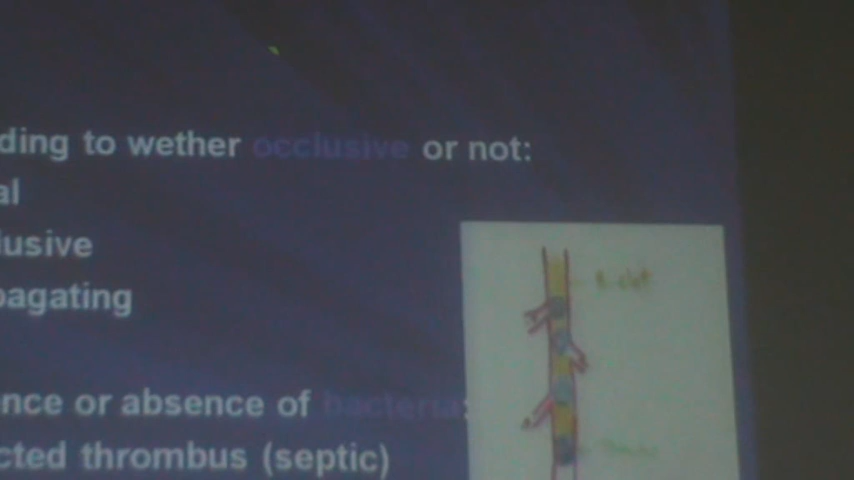 ding to wether occlusive or not:
al
lusive
pagating
nce or absence of bacteria:
cted thrombus (septic)